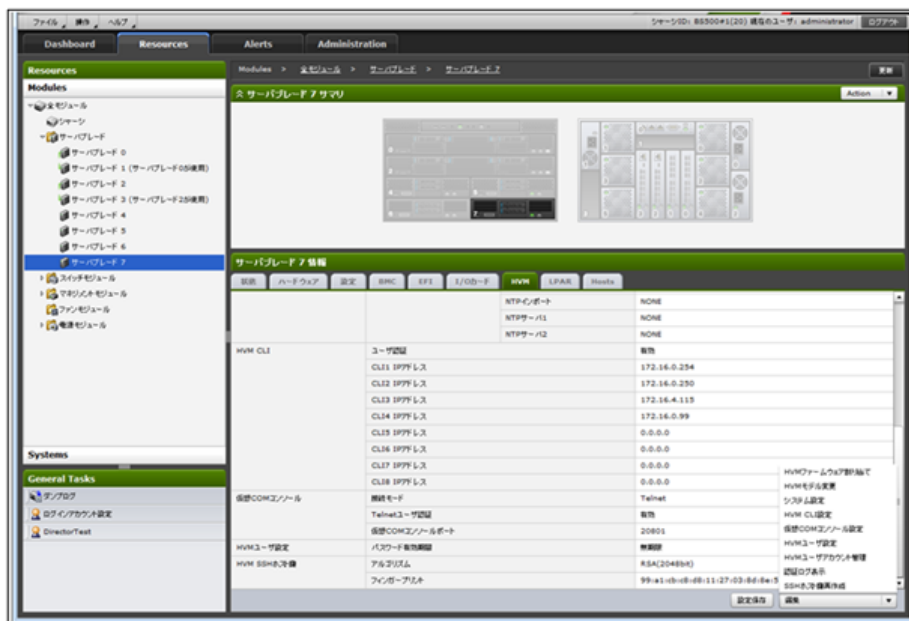 ファイル 操作 ヘルプ
シャーシID: BS500#1(20) 現在のユーザ: administrator ログアウト
Dashboard Resources Alerts Administration
Resources
Modules > 全モジュール > サーバブレード > サーバブレード 7
更新
Modules
全モジュール
シャーシ
サーバブレード
サーバブレード 0
サーバブレード 1 (サーバブレード0が使用)
サーバブレード 2
サーバブレード 3 (サーバブレード2が使用)
サーバブレード 4
サーバブレード 5
サーバブレード 6
サーバブレード 7
スイッチモジュール
マネジメントモジュール
ファンモジュール
電源モジュール
Systems
General Tasks
ダンプログ
ログインアカウント設定
DirectorTest
サーバブレード 7 サマリ
Action
サーバブレード 7 情報
状態 ハードウェア 設定 BMC EFI I/Oカード HVM LPAR Hosts
NTPインポート NONE
NTPサーバ1 NONE
NTPサーバ2 NONE
HVM CLI ユーザ認証 有効
CLI1 IPアドレス 172.16.0.254
CLI2 IPアドレス 172.16.0.250
CLI3 IPアドレス 172.16.4.115
CLI4 IPアドレス 172.16.0.99
CLI5 IPアドレス 0.0.0.0
CLI6 IPアドレス 0.0.0.0
CLI7 IPアドレス 0.0.0.0
CLI8 IPアドレス 0.0.0.0
仮想COMコンソール 接続モード Telnet
Telnetユーザ認証 有効
仮想COMコンソールポート 20801
HVMユーザ設定 パスワード有効期間 無期限
HVM SSHホスト鍵 アルゴリズム RSA(2048bit)
フィンガープリント 99:e1:cb:c8:d8:11:27:03:8d:8e:5
HVMファームウェア割り当て
HVMモデル変更
システム設定
HVM CLI設定
仮想COMコンソール設定
HVMユーザ設定
HVMユーザアカウント管理
認証ログ表示
SSHホスト鍵再作成
設定保存 編集